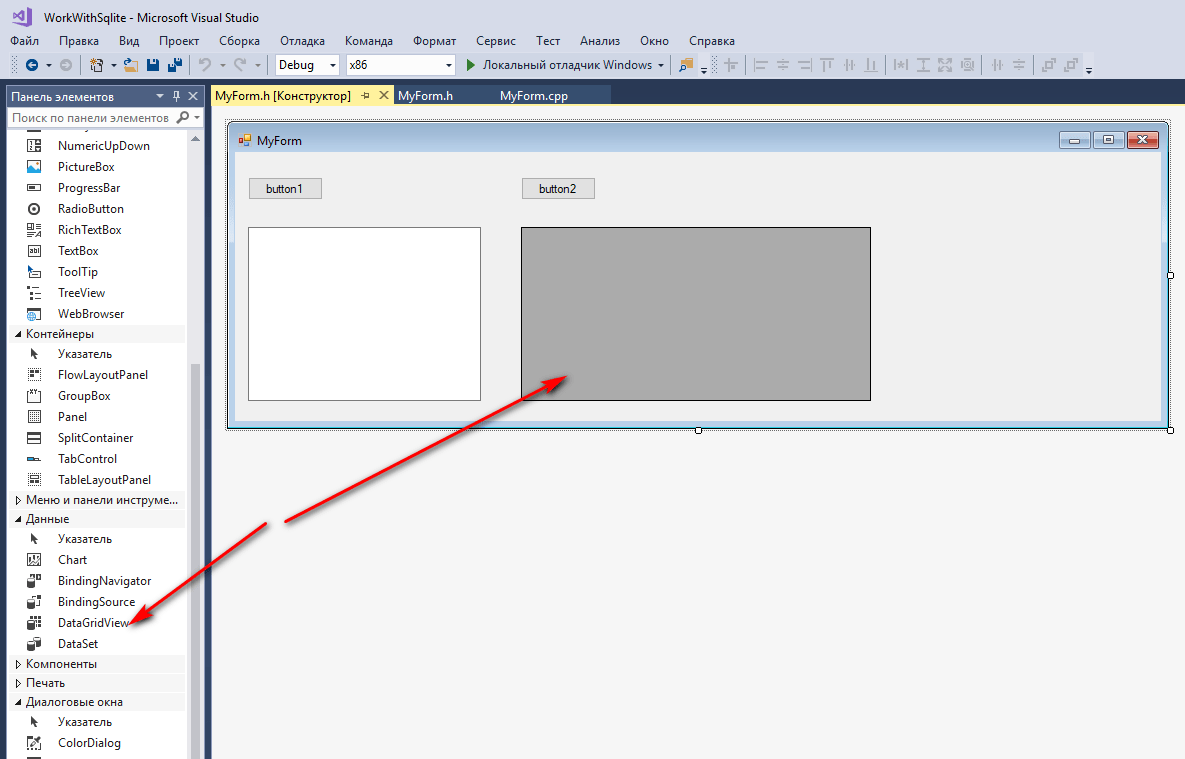 WorkWithSqlite - Microsoft Visual Studio
Файл Правка Вид Проект Сборка Отладка Команда Формат Сервис Тест Анализ Окно Справка
Debug x86 Локальный отладчик Windows
Панель элементов
Поиск по панели элементов
NumericUpDown
PictureBox
ProgressBar
RadioButton
RichTextBox
TextBox
ToolTip
TreeView
WebBrowser
Контейнеры
Указатель
FlowLayoutPanel
GroupBox
Panel
SplitContainer
TabControl
TableLayoutPanel
Меню и панели инструме...
Данные
Указатель
Chart
BindingNavigator
BindingSource
DataGridView
DataSet
Компоненты
Печать
Диалоговые окна
Указатель
ColorDialog
MyForm.h [Конструктор] MyForm.h MyForm.cpp
MyForm
button1 button2